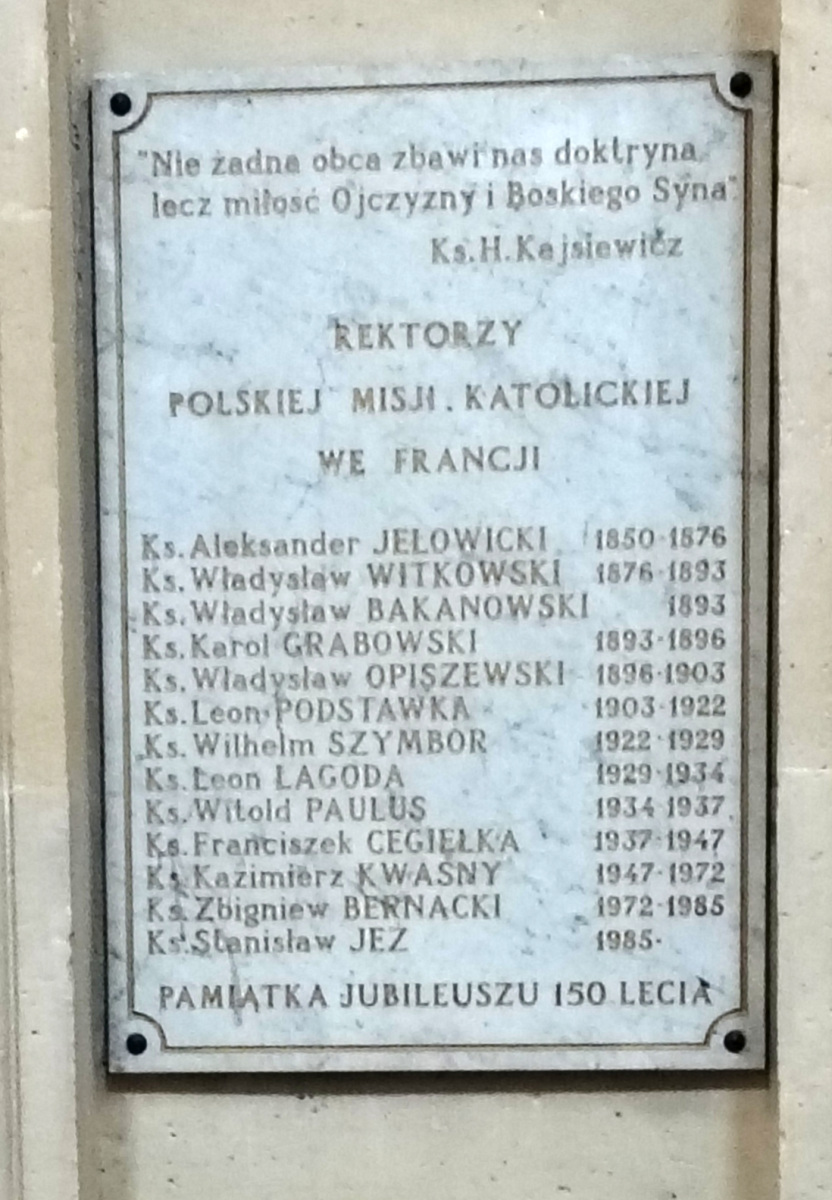 "Nie żadna obca zbawi nas doktryna
lecz miłość Ojczyzny i Boskiego Syna"
Ks.H.Kajsiewicz
REKTORZY
POLSKIEJ MISJI KATOLICKIEJ
WE FRANCJI
Ks.Aleksander JEŁOWICKI 1850-1876
Ks.Władysław WITKOWSKI 1876-1893
Ks.Władysław BAKANOWSKI 1893
Ks.Karol GRABOWSKI 1893-1896
Ks.Władysław OPISZEWSKI 1896-1903
Ks.Leon PODSTAWKA 1903-1922
Ks.Wilhelm SZYMBOR 1922-1929
Ks.Leon ŁAGODA 1929-1934
Ks.Witold PAULUS 1934-1937
Ks.Franciszek CEGIEŁKA 1937-1947
Ks.Kazimierz KWAŚNY 1947-1972
Ks.Zbigniew BERNACKI 1972-1985
Ks.Stanisław JEŻ 1985-
PAMIĄTKA JUBILEUSZU 150 LECIA